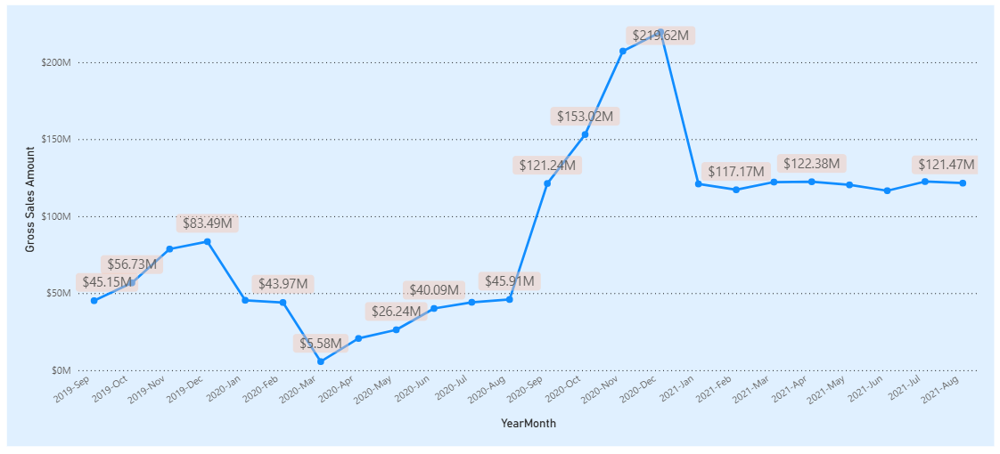 $219.62M
$200M
$153.02M
$150M
$121.24M
$117.17M
$122.38M
$121.47M
Gross Sales Amount
$100M
$83.49M
$56.73M
$45.15M
$43.97M
$50M
$40.09M
$45.91M
$26.24M
$5.58M
$0M
2019-Sep
2019-Oct
2019-Nov
2019-Dec
2020-Jan
2020-Feb
2020-Mar
2020-Apr
2020-May
2020-Jun
2020-Jul
2020-Aug
2020-Sep
2020-Oct
2020-Nov
2020-Dec
2021-Jan
2021-Feb
2021-Mar
2021-Apr
2021-May
2021-Jun
2021-Jul
2021-Aug
YearMonth